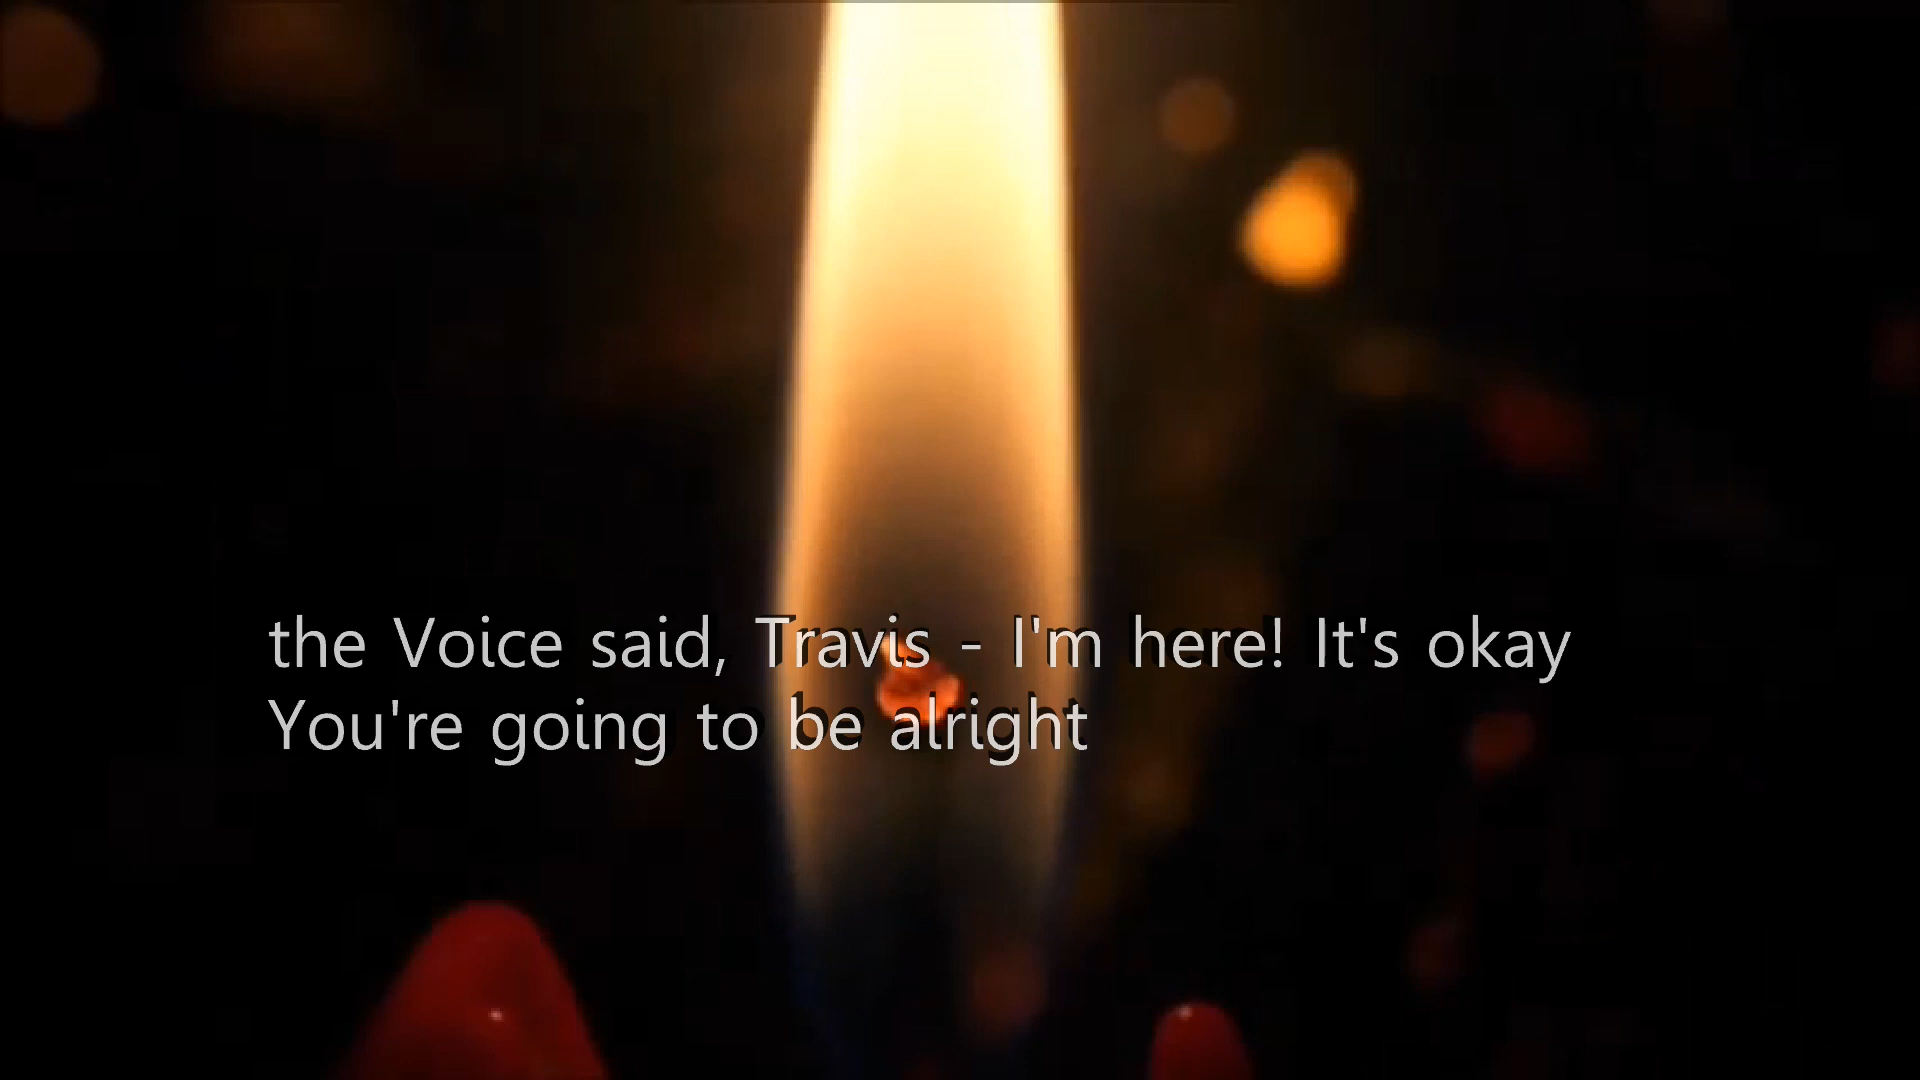 the Voice said, Travis - I'm here! It's okay
You're going to be alright